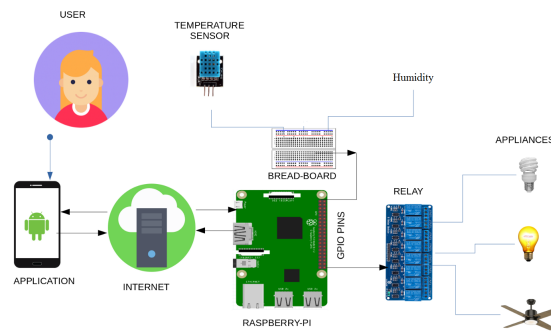 USER
TEMPERATURE
SENSOR
Humidity
BREAD-BOARD
APPLIANCES
RELAY
GPIO PINS
APPLICATION
INTERNET
RASPBERRY-PI